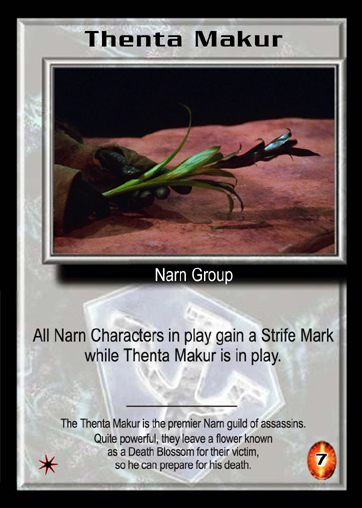 Thenta Makur
Narn Group
All Narn Characters in play gain a Strife Mark
while Thenta Makur is in play.
The Thenta Makur is the premier Narn guild of assassins.
Quite powerful, they leave a flower known
as a Death Blossom for their victim,
so he can prepare for his death.
7